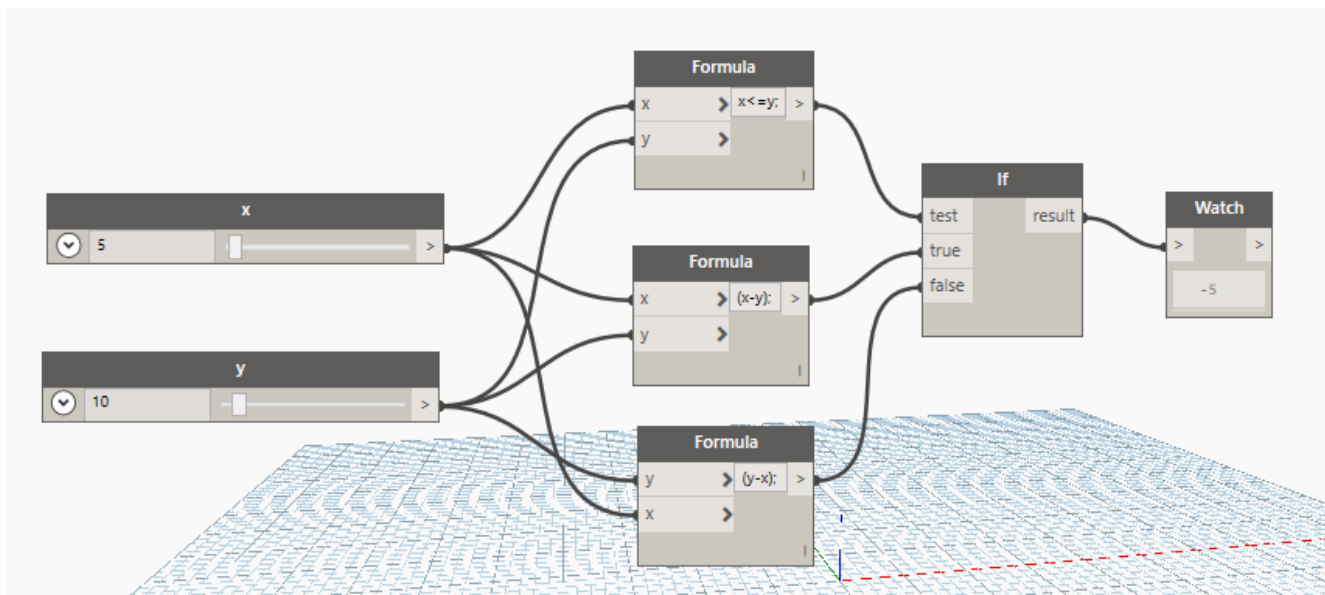 x
5
>
y
10
>
Formula
x > x<=y; >
y >
Formula
x > (x-y); >
y >
Formula
y > (y-x); >
x >
If
test result
true
false
Watch
> >
-5